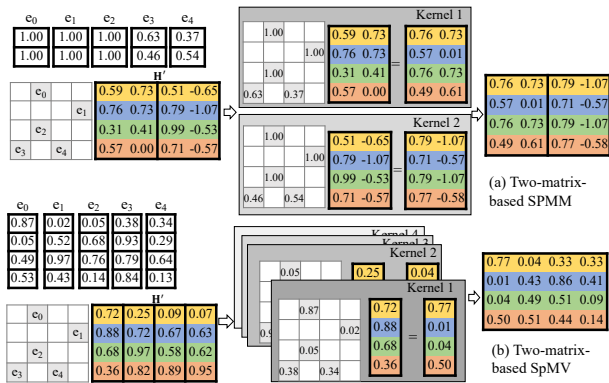 e0 e1 e2 e3 e4
1.00 1.00 1.00 0.63 0.37
1.00 1.00 1.00 0.46 0.54
H′
e0
e1
e2
e3 e4
0.59 0.73 0.51 -0.65
0.76 0.73 0.79 -1.07
0.31 0.41 0.99 -0.53
0.57 0.00 0.71 -0.57
Kernel 1
1.00
1.00
1.00
0.63 0.37
0.59 0.73
0.76 0.73
0.31 0.41
0.57 0.00
=
0.76 0.73
0.57 0.01
0.76 0.73
0.49 0.61
Kernel 2
1.00
1.00
1.00
0.46 0.54
0.51 -0.65
0.79 -1.07
0.99 -0.53
0.71 -0.57
=
0.79 -1.07
0.71 -0.57
0.79 -1.07
0.77 -0.58
0.76 0.73 0.79 -1.07
0.57 0.01 0.71 -0.57
0.76 0.73 0.79 -1.07
0.49 0.61 0.77 -0.58
(a) Two-matrix-
based SPMM
e0 e1 e2 e3 e4
0.87 0.02 0.05 0.38 0.34
0.05 0.52 0.68 0.93 0.29
0.49 0.97 0.76 0.79 0.64
0.53 0.43 0.14 0.84 0.13
H′
e0
e1
e2
e3 e4
0.72 0.25 0.09 0.07
0.88 0.72 0.67 0.63
0.68 0.97 0.58 0.62
0.36 0.82 0.89 0.95
Kernel 4
Kernel 3
Kernel 2
0.05
0.25
0.04
Kernel 1
0.87
0.02
0.05
0.38 0.34
0.72
0.88
0.68
0.36
=
0.77
0.01
0.04
0.50
0.77 0.04 0.33 0.33
0.01 0.43 0.86 0.41
0.04 0.49 0.51 0.09
0.50 0.51 0.44 0.14
(b) Two-matrix-
based SpMV